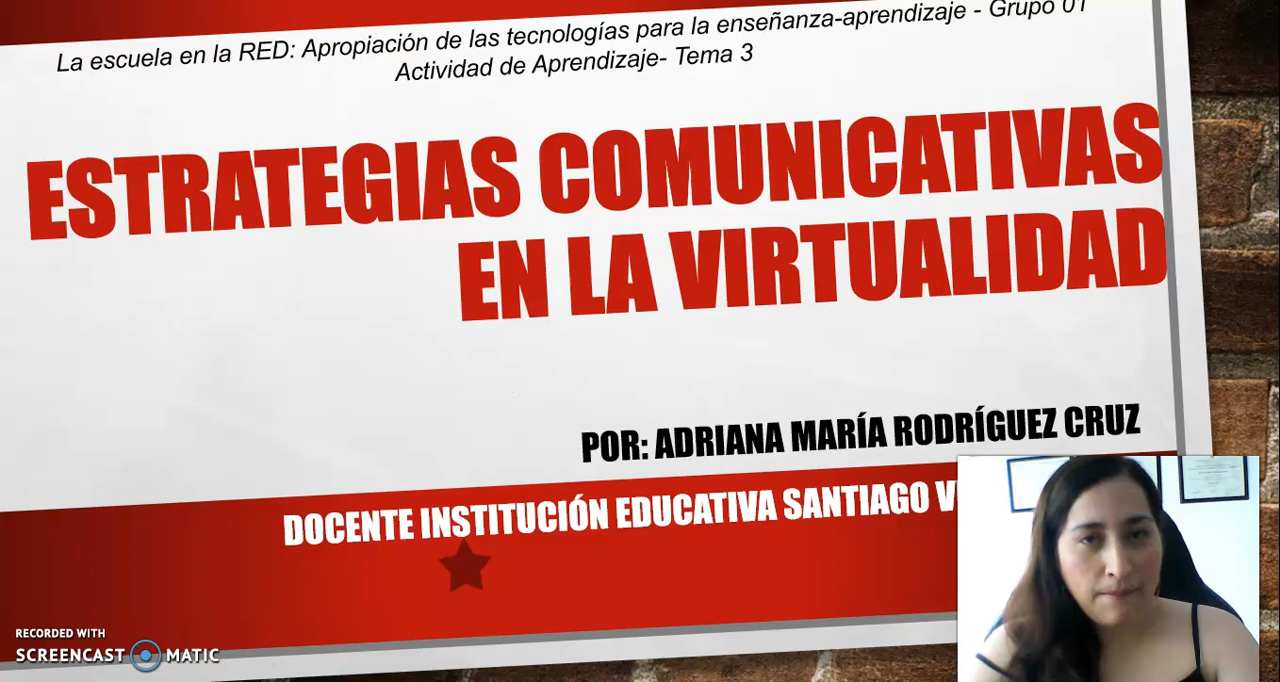 La escuela en la RED: Apropiación de las tecnologías para la enseñanza-aprendizaje - Grupo 01
Actividad de Aprendizaje- Tema 3
ESTRATEGIAS COMUNICATIVAS
EN LA VIRTUALIDAD
POR: ADRIANA MARÍA RODRÍGUEZ CRUZ
DOCENTE INSTITUCIÓN EDUCATIVA SANTIAGO
RECORDED WITH
SCREENCAST MATIC